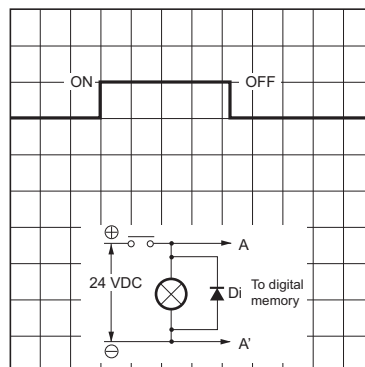 ON OFF
⊕
A
24 VDC
Di
To digital
memory
A'
⊖